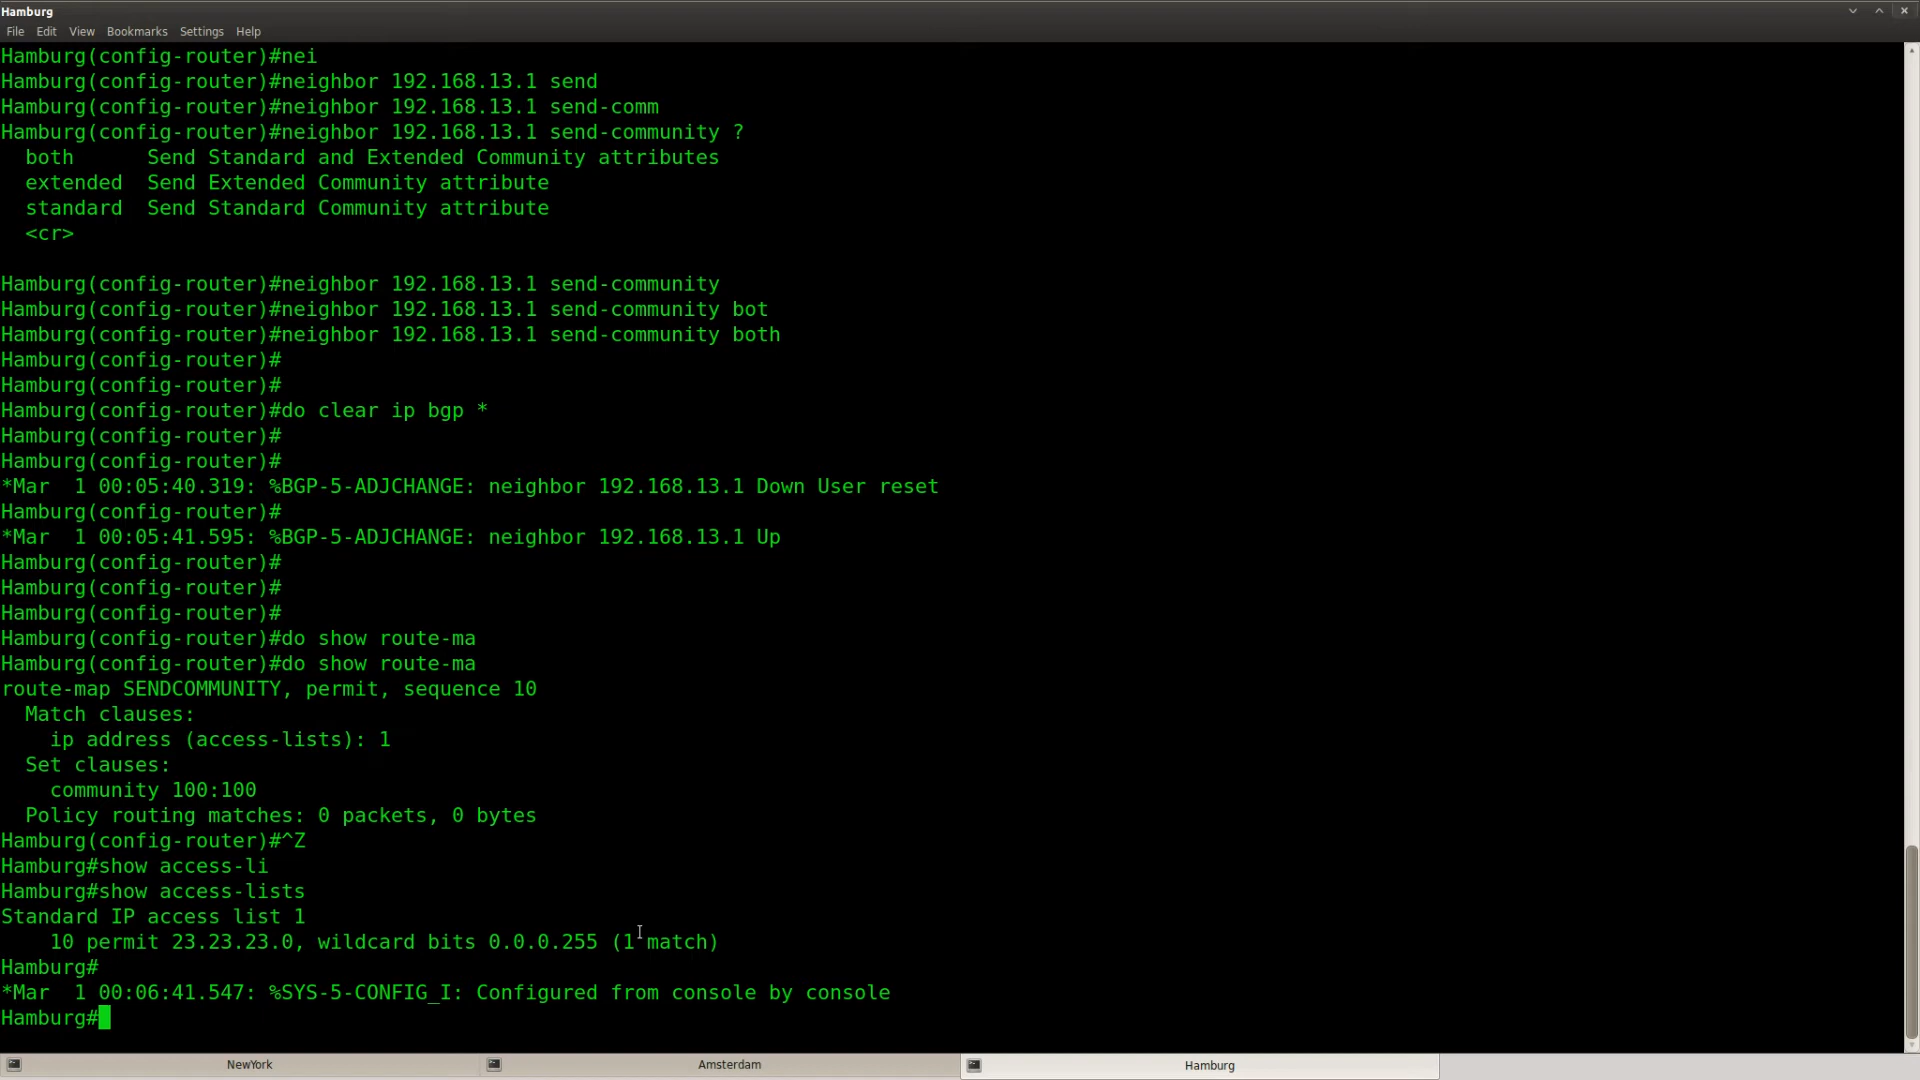 Hamburg
File Edit View Bookmarks Settings Help
Hamburg(config-router)#nei
Hamburg(config-router)#neighbor 192.168.13.1 send
Hamburg(config-router)#neighbor 192.168.13.1 send-comm
Hamburg(config-router)#neighbor 192.168.13.1 send-community ?
  both      Send Standard and Extended Community attributes
  extended  Send Extended Community attribute
  standard  Send Standard Community attribute
  <cr>
Hamburg(config-router)#neighbor 192.168.13.1 send-community
Hamburg(config-router)#neighbor 192.168.13.1 send-community bot
Hamburg(config-router)#neighbor 192.168.13.1 send-community both
Hamburg(config-router)#
Hamburg(config-router)#
Hamburg(config-router)#do clear ip bgp *
Hamburg(config-router)#
Hamburg(config-router)#
*Mar  1 00:05:40.319: %BGP-5-ADJCHANGE: neighbor 192.168.13.1 Down User reset
Hamburg(config-router)#
*Mar  1 00:05:41.595: %BGP-5-ADJCHANGE: neighbor 192.168.13.1 Up
Hamburg(config-router)#
Hamburg(config-router)#
Hamburg(config-router)#
Hamburg(config-router)#do show route-ma
Hamburg(config-router)#do show route-ma
route-map SENDCOMMUNITY, permit, sequence 10
  Match clauses:
    ip address (access-lists): 1
  Set clauses:
    community 100:100
  Policy routing matches: 0 packets, 0 bytes
Hamburg(config-router)#^Z
Hamburg#show access-li
Hamburg#show access-lists
Standard IP access list 1
    10 permit 23.23.23.0, wildcard bits 0.0.0.255 (1 match)
Hamburg#
*Mar  1 00:06:41.547: %SYS-5-CONFIG_I: Configured from console by console
Hamburg#
NewYork Amsterdam Hamburg